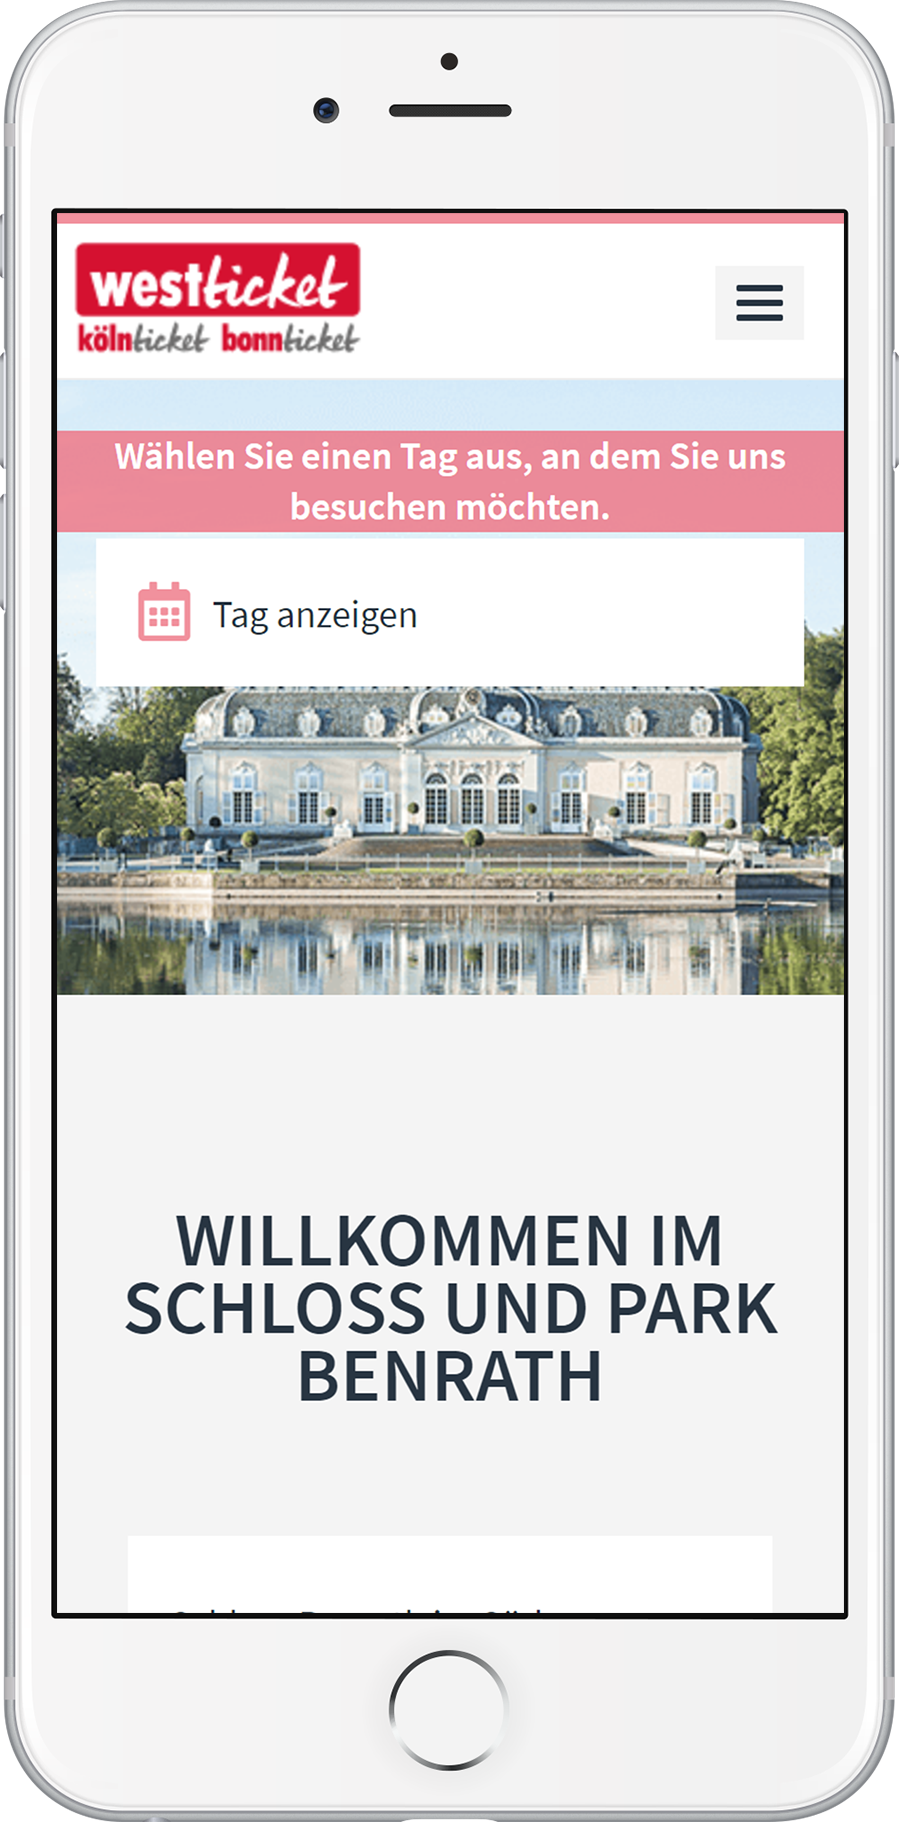 westticket
kölnticket bonnticket
Wählen Sie einen Tag aus, an dem Sie uns
besuchen möchten.
Tag anzeigen
WILLKOMMEN IM
SCHLOSS UND PARK
BENRATH